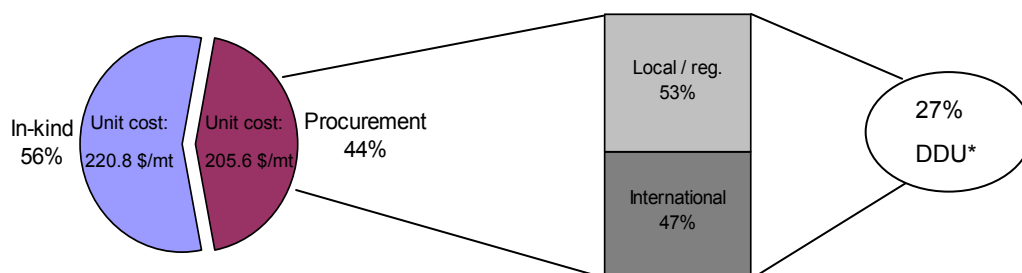 In-kind
56%
Unit cost:
220.8 $/mt
Unit cost:
205.6 $/mt
Procurement
44%
Local / reg.
53%
International
47%
27%
DDU*